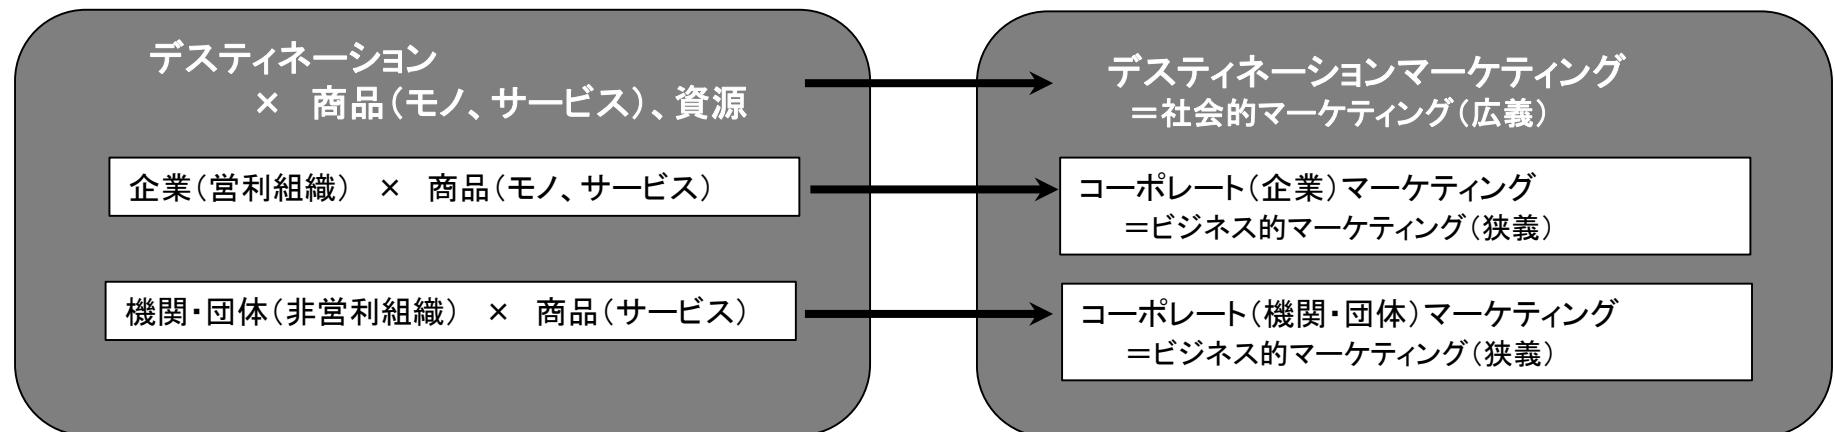 デスティネーション
× 商品(モノ、サービス)、資源
企業(営利組織) × 商品(モノ、サービス)
機関・団体(非営利組織) × 商品(サービス)
デスティネーションマーケティング
=社会的マーケティング(広義)
コーポレート(企業)マーケティング
=ビジネス的マーケティング(狭義)
コーポレート(機関・団体)マーケティング
=ビジネス的マーケティング(狭義)